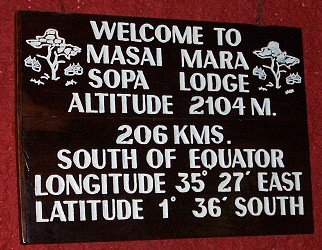 WELCOME TO
MASAI MARA
SOPA LODGE
ALTITUDE 2104 M.
206 KMS.
SOUTH OF EQUATOR
LONGITUDE 35° 27' EAST
LATITUDE 1° 36' SOUTH